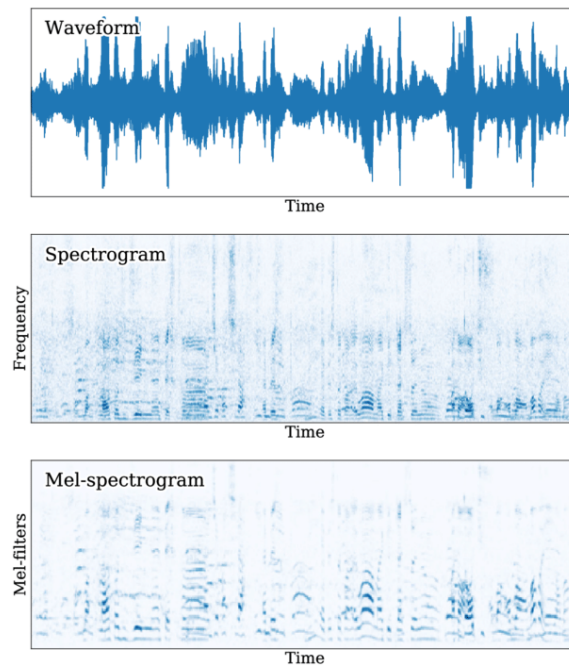 Waveform
Time
Spectrogram
Frequency
Time
Mel-spectrogram
Mel-filters
Time